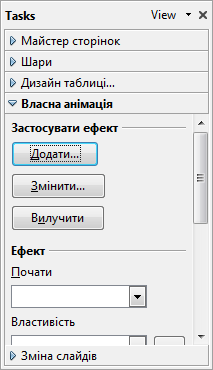 Tasks View
Майстер сторінок
Шари
Дизайн таблиці...
Власна анімація
Застосувати ефект
Додати...
Змінити...
Вилучити
Ефект
Почати
Властивість
Зміна слайдів